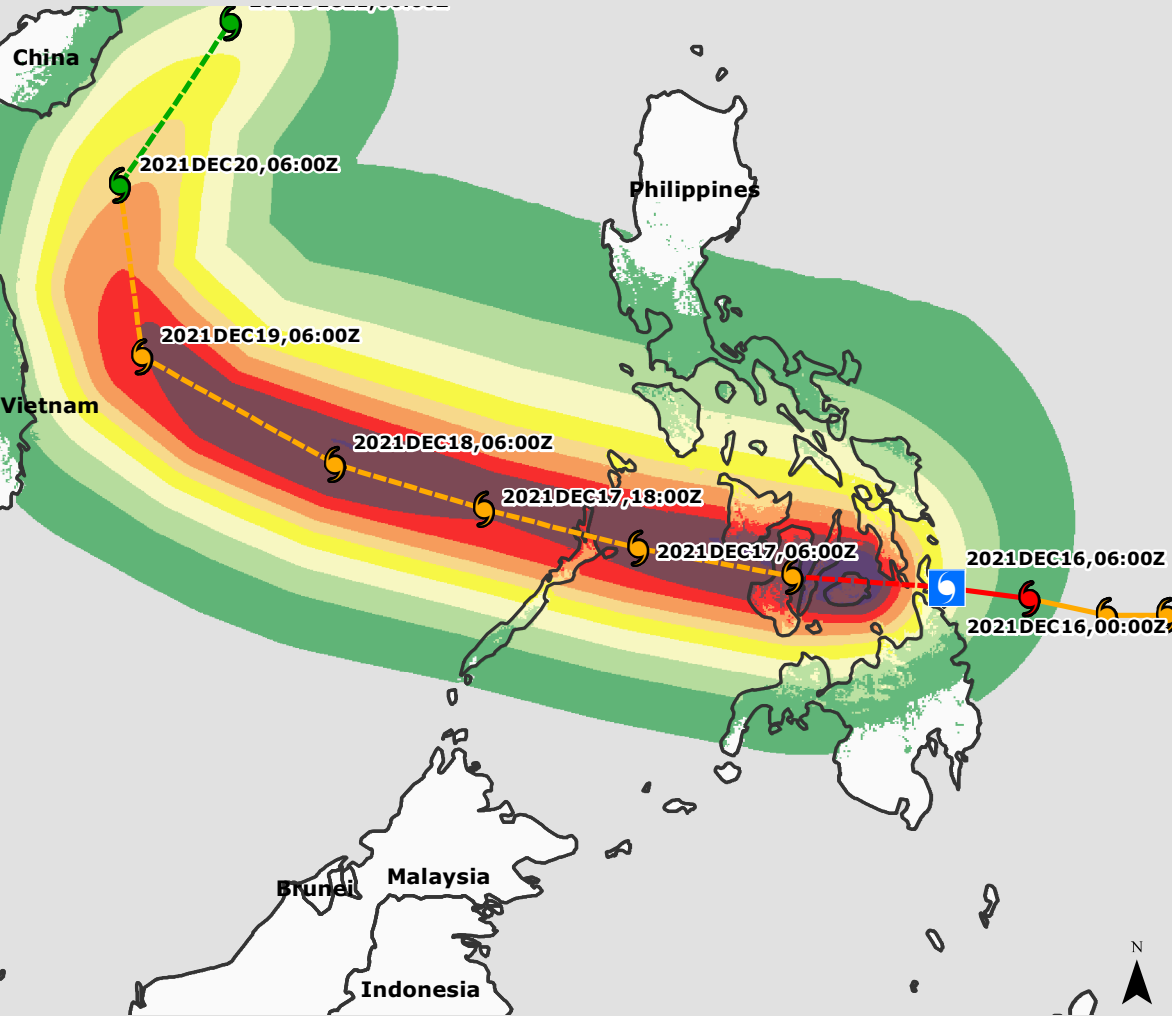 China
2021DEC20,06:00Z
Philippines
2021DEC19,06:00Z
Vietnam
2021DEC18,06:00Z
2021DEC17,18:00Z
2021DEC17,06:00Z
2021DEC16,06:00Z
2021DEC16,00:00Z
Malaysia
Brunei
N
Indonesia